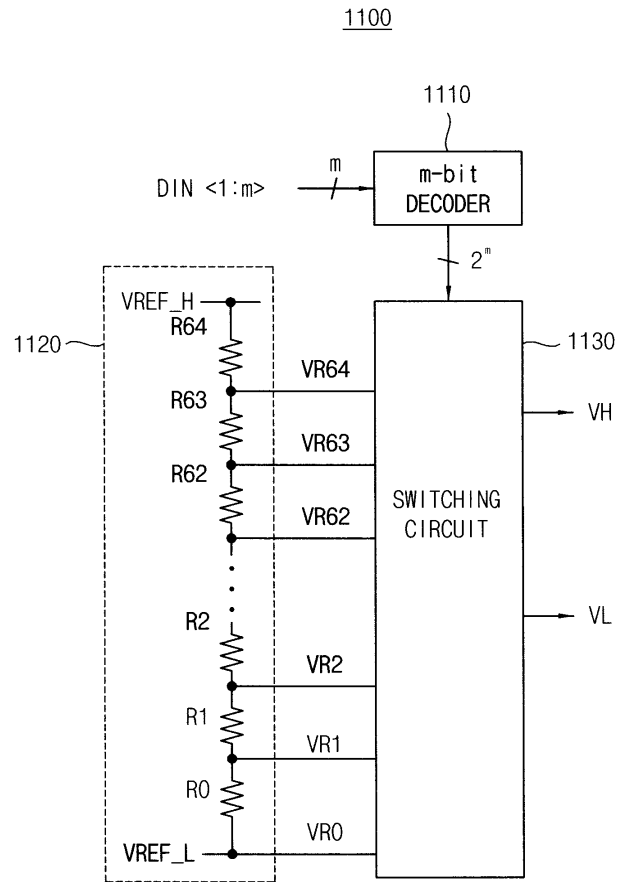 1100
1110
m
DIN <1:m>
m-bit
DECODER
2^m
VREF_H
R64
1120
1130
VR64
R63
VH
VR63
R62
SWITCHING
CIRCUIT
VR62
R2
VL
VR2
R1
VR1
R0
VR0
VREF_L